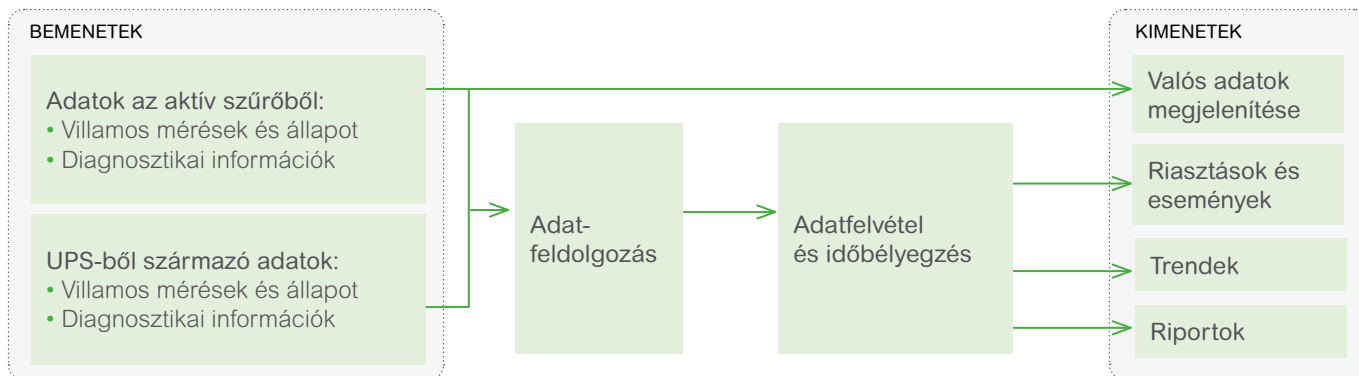 BEMENETEK
Adatok az aktív szűrőből:
• Villamos mérések és állapot
• Diagnosztikai információk
UPS-ből származó adatok:
• Villamos mérések és állapot
• Diagnosztikai információk
Adat-
feldolgozás
Adatfelvétel
és időbélyegzés
KIMENETEK
Valós adatok
megjelenítése
Riasztások és
események
Trendek
Riportok